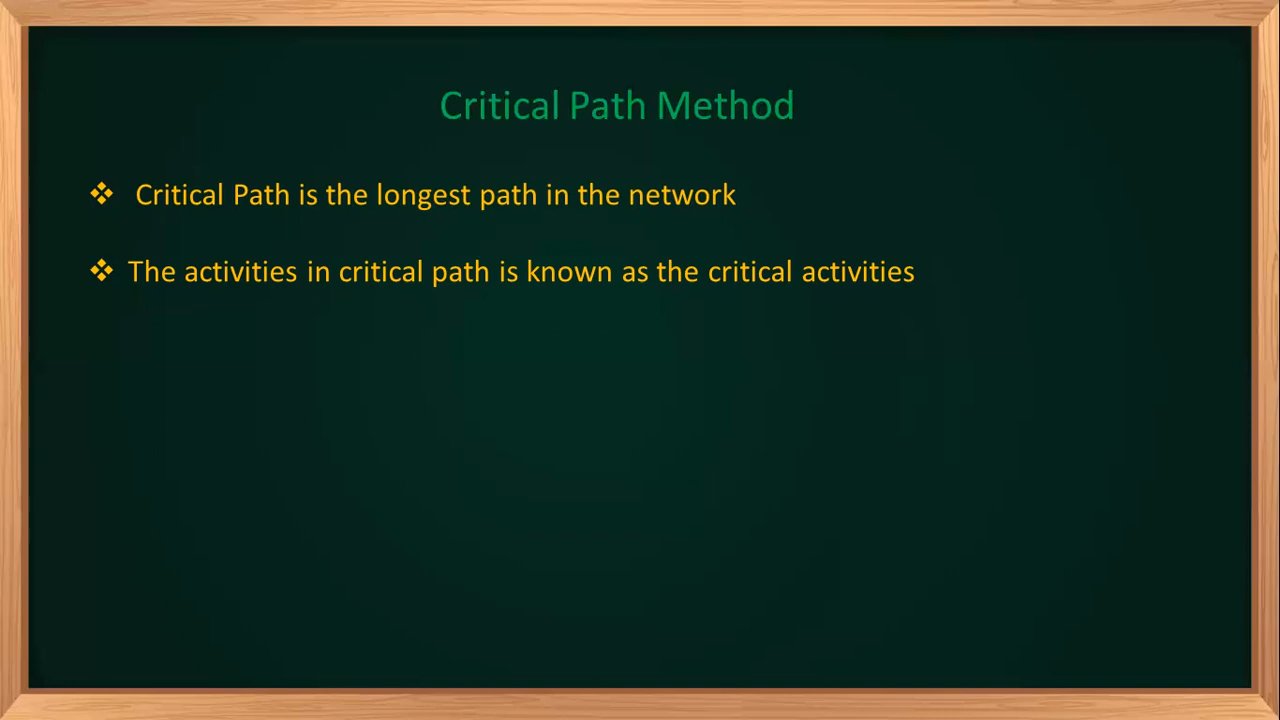 Critical Path Method
❖ Critical Path is the longest path in the network
❖ The activities in critical path is known as the critical activities